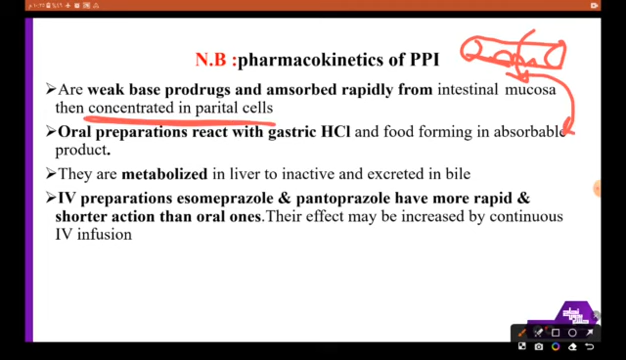 N.B :pharmacokinetics of PPI
➢Are weak base prodrugs and amsorbed rapidly from intestinal mucosa
then concentrated in parital cells
➢Oral preparations react with gastric HCl and food forming in absorbable
product.
➢They are metabolized in liver to inactive and excreted in bile
➢IV preparations esomeprazole & pantoprazole have more rapid &
shorter action than oral ones.Their effect may be increased by continuous
IV infusion